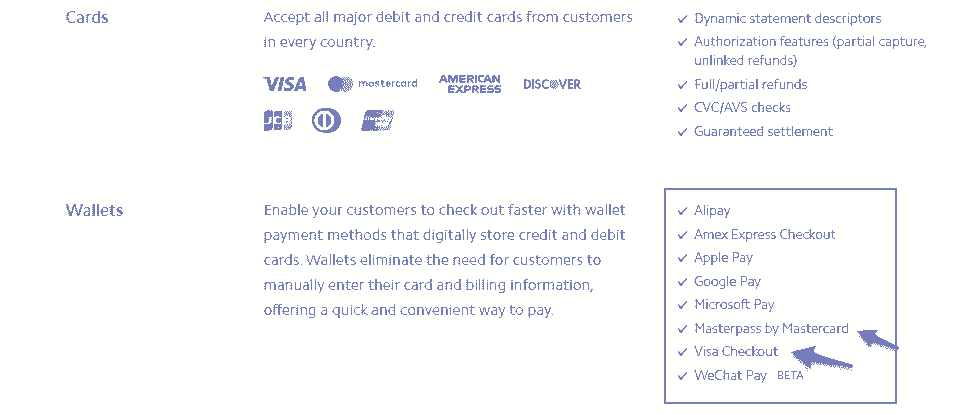 Cards
Accept all major debit and credit cards from customers
in every country.
VISA mastercard AMERICAN EXPRESS DISCOVER
JCB
Dynamic statement descriptors
Authorization features (partial capture,
unlinked refunds)
Full/partial refunds
CVC/AVS checks
Guaranteed settlement
Wallets
Enable your customers to check out faster with wallet
payment methods that digitally store credit and debit
cards. Wallets eliminate the need for customers to
manually enter their card and billing information,
offering a quick and convenient way to pay.
Alipay
Amex Express Checkout
Apple Pay
Google Pay
Microsoft Pay
Masterpass by Mastercard
Visa Checkout
WeChat Pay BETA